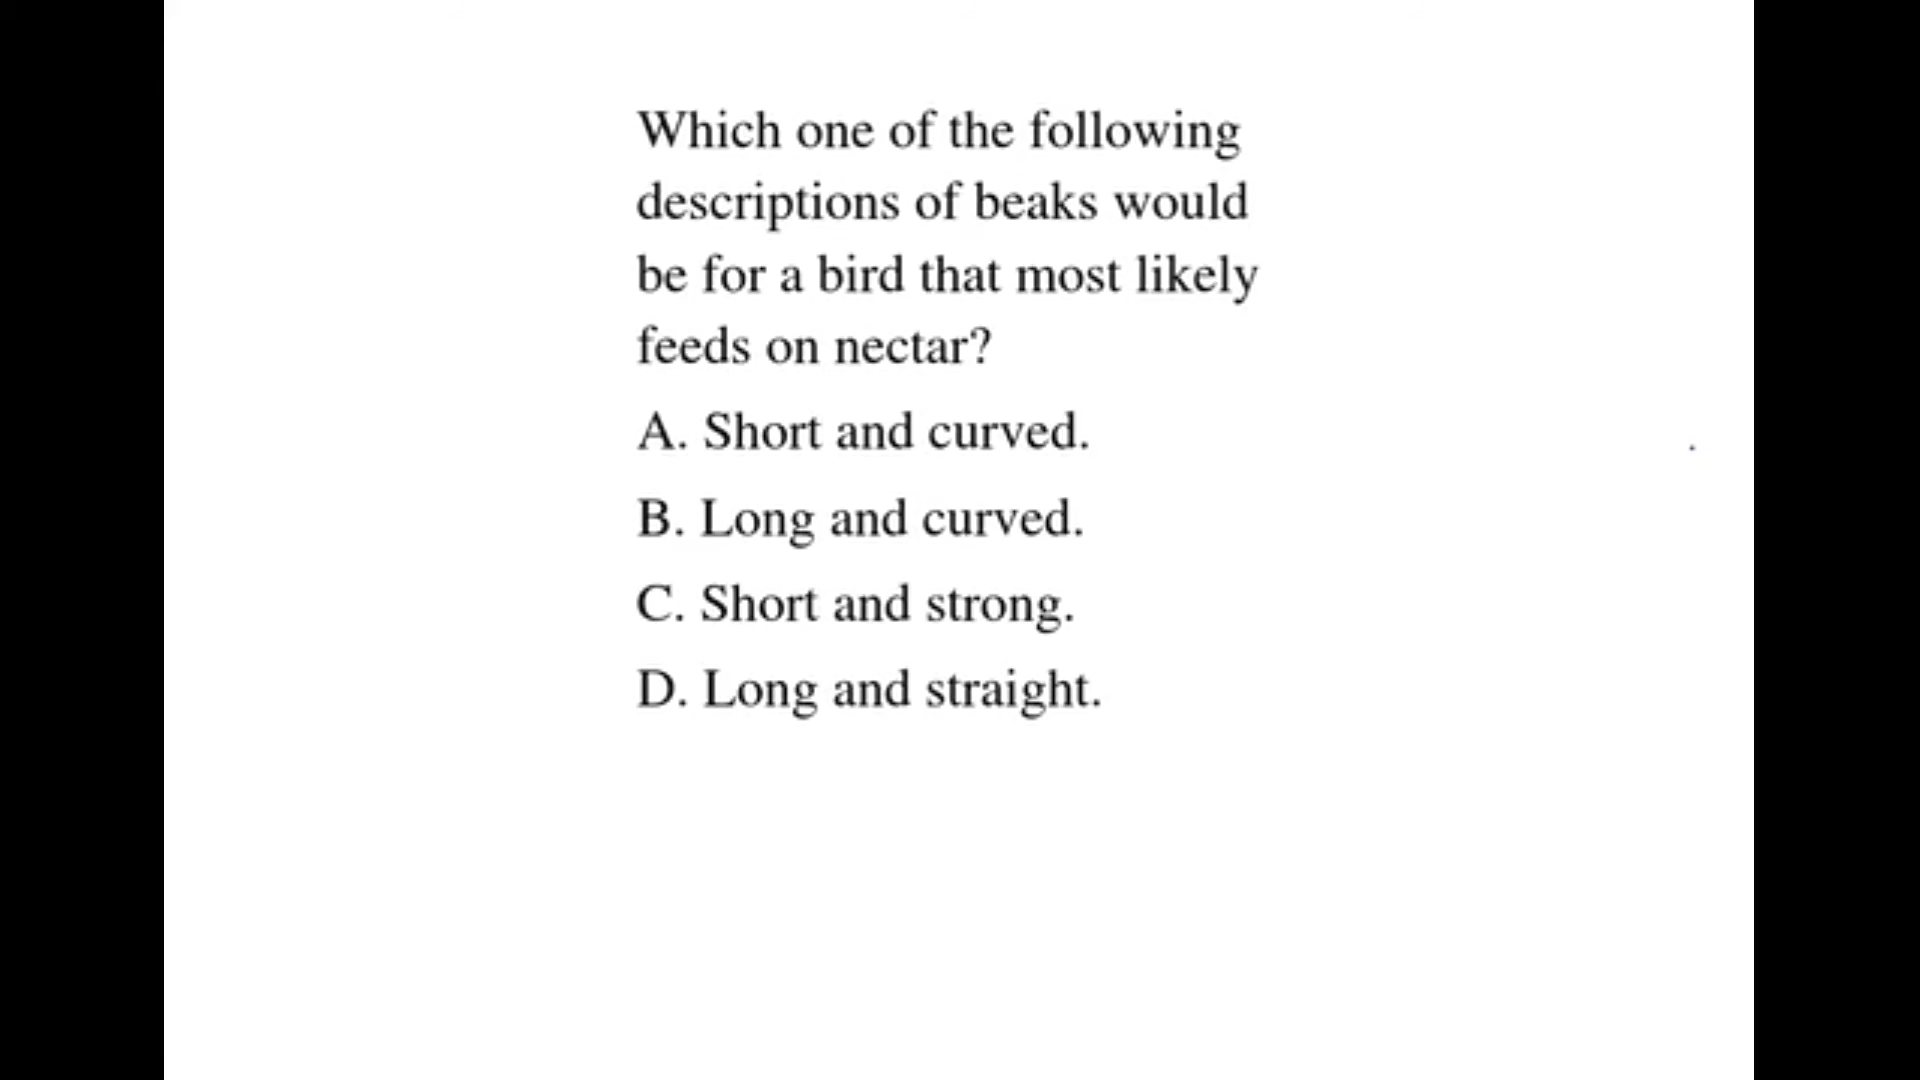 Which one of the following
descriptions of beaks would
be for a bird that most likely
feeds on nectar?
A. Short and curved.
B. Long and curved.
C. Short and strong.
D. Long and straight.